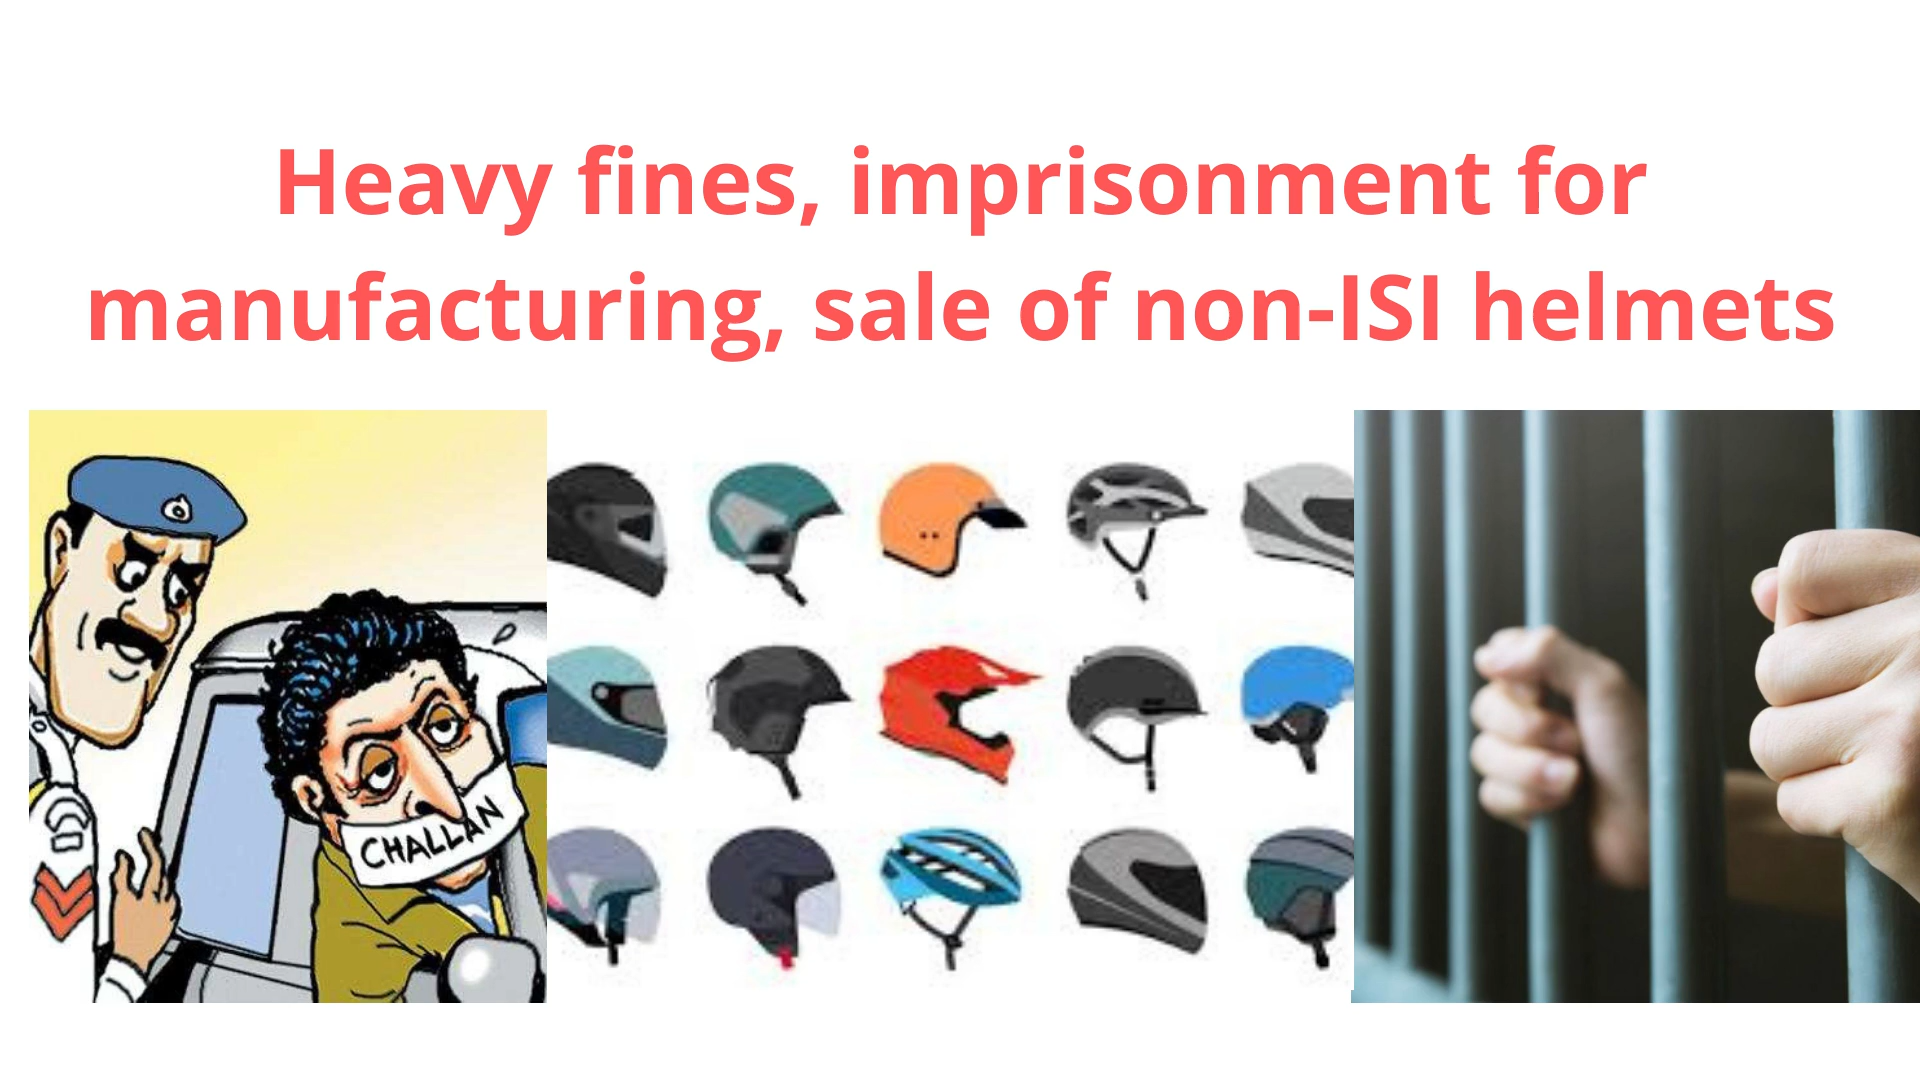 Heavy fines, imprisonment for
manufacturing, sale of non-ISI helmets
CHALLAN